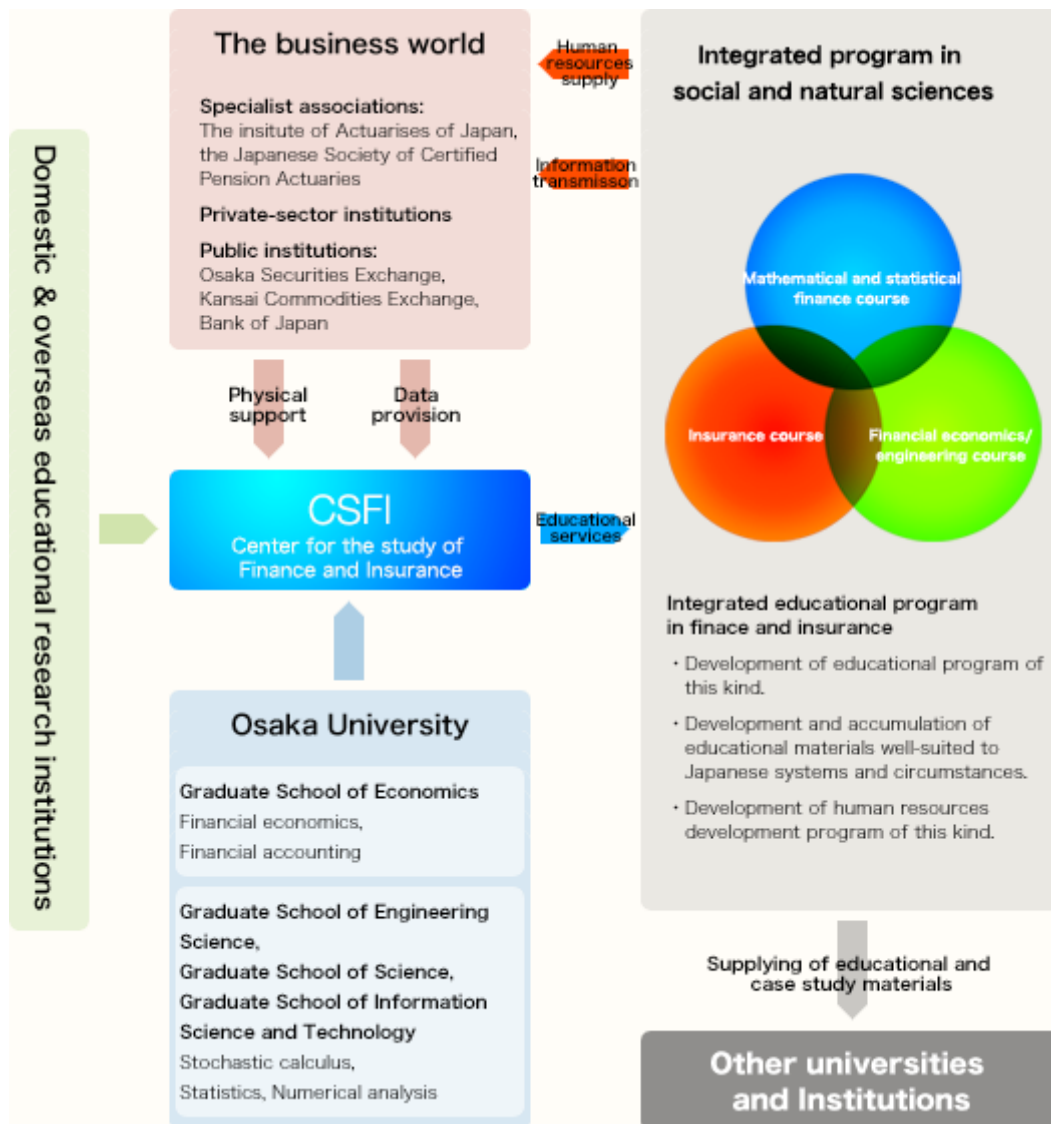 Domestic & overseas educational research institutions
The business world
Specialist associations:
The insitute of Actuarises of Japan,
the Japanese Society of Certified
Pension Actuaries
Private-sector institutions
Public institutions:
Osaka Securities Exchange,
Kansai Commodities Exchange,
Bank of Japan
Physical
support
Data
provision
CSFI
Center for the study of
Finance and Insurance
Osaka University
Graduate School of Economics
Financial economics,
Financial accounting
Graduate School of Engineering
Science,
Graduate School of Science,
Graduate School of Information
Science and Technology
Stochastic calculus,
Statistics, Numerical analysis
Human
resources
supply
Information
transmisson
Educational
services
Integrated program in
social and natural sciences
Mathematical and statistical
finance course
Insurance course
Financial economics/
engineering course
Integrated educational program
in finace and insurance
・Development of educational program of
this kind.
・Development and accumulation of
educational materials well-suited to
Japanese systems and circumstances.
・Development of human resources
development program of this kind.
Supplying of educational and
case study materials
Other universities
and Institutions